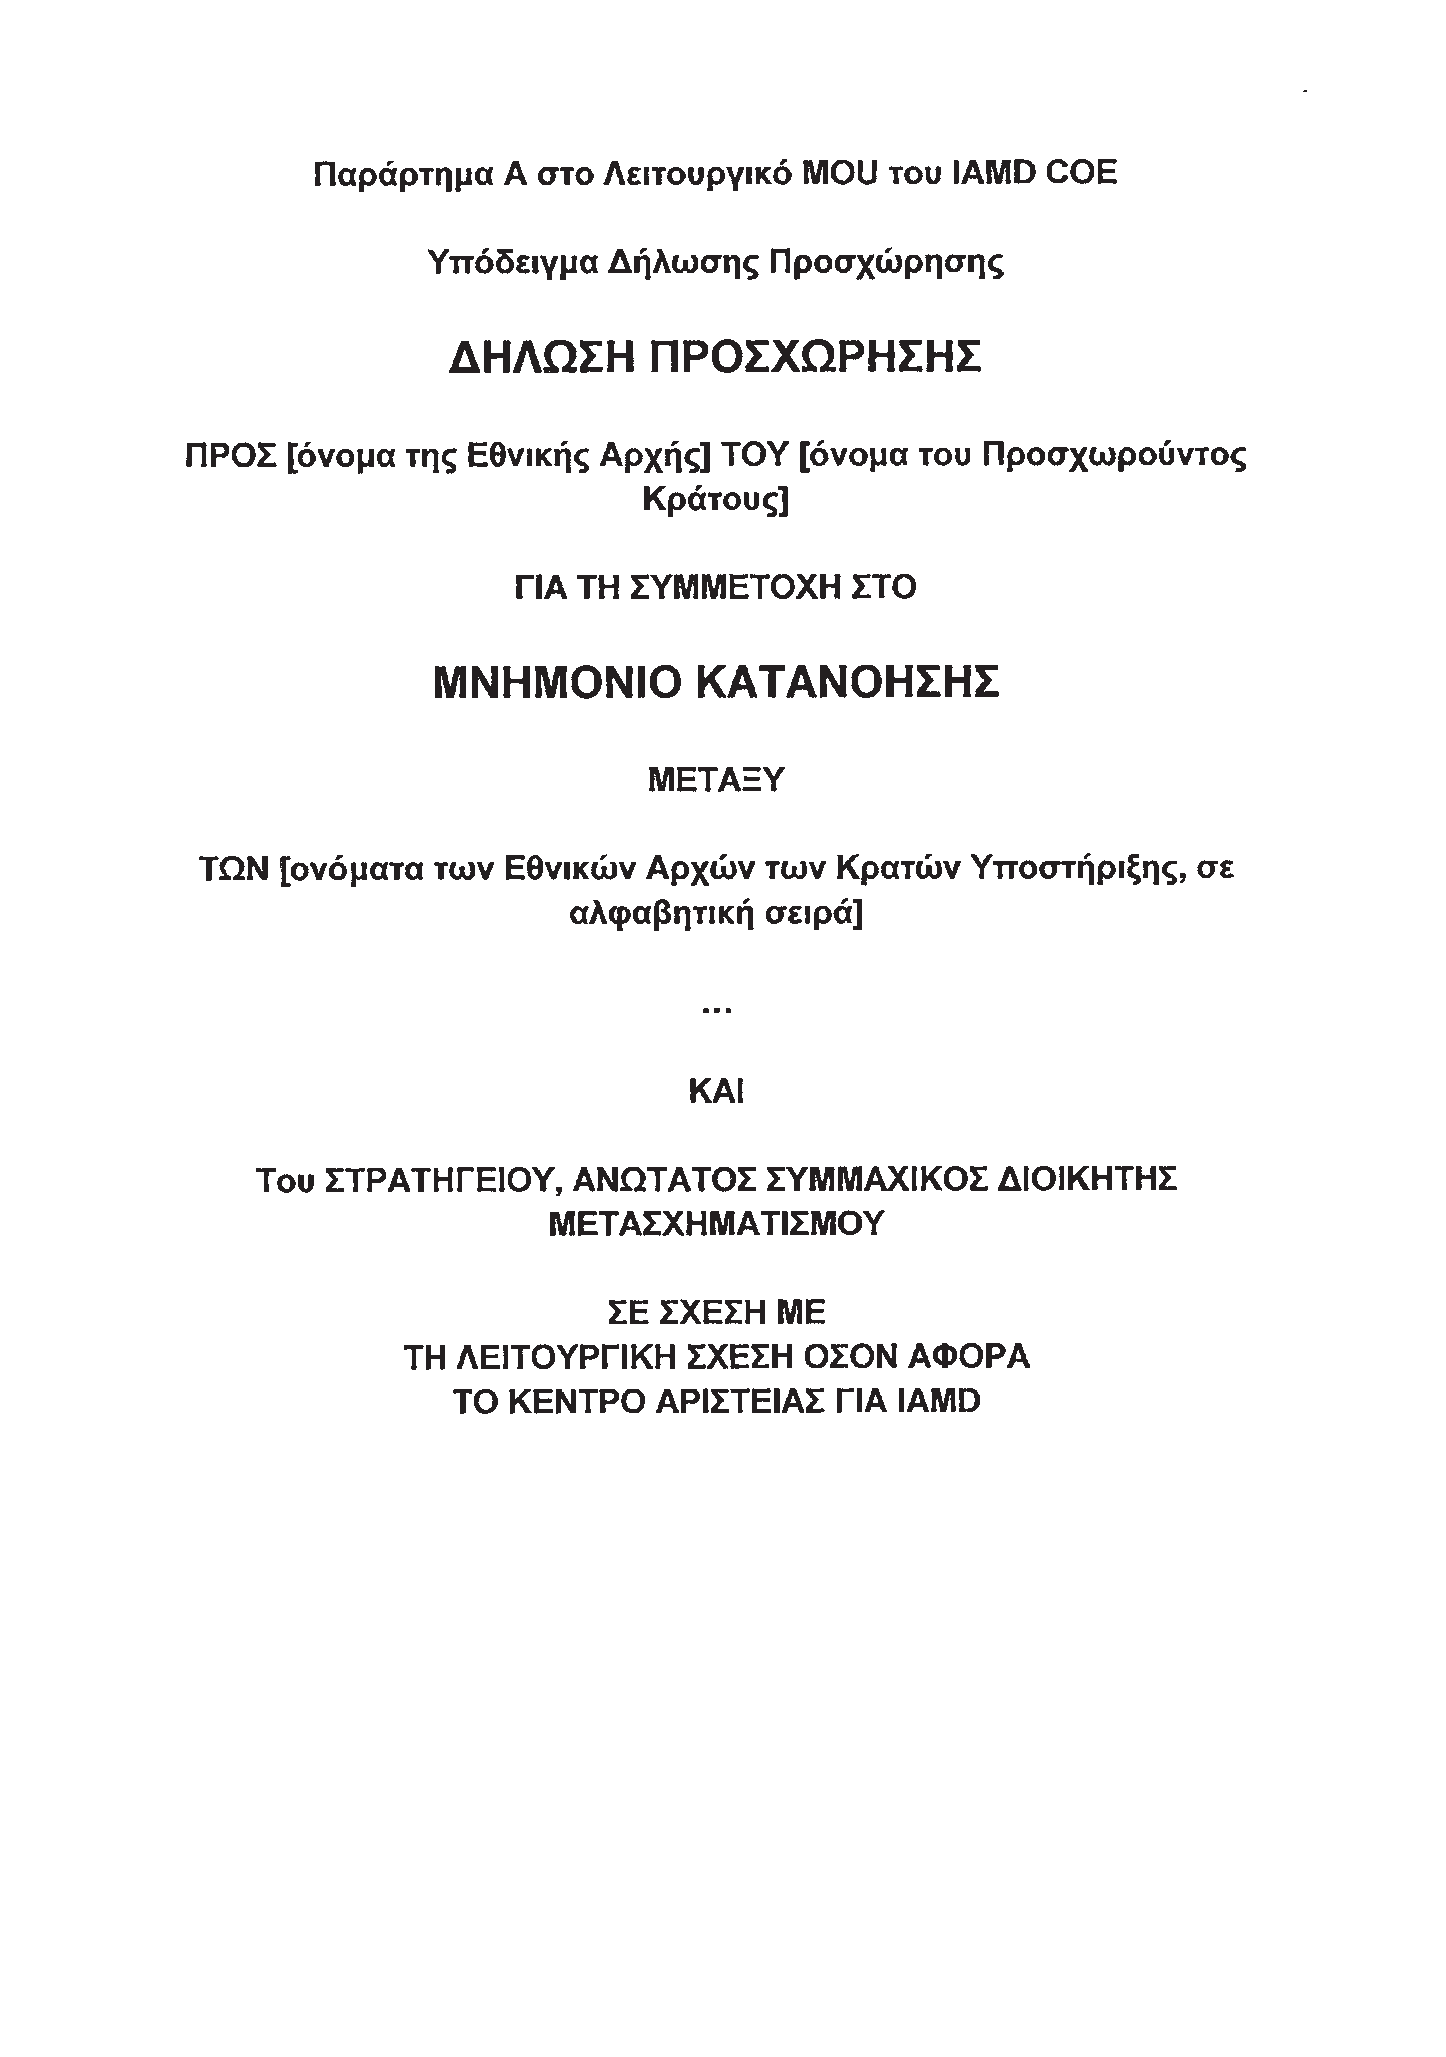 Παράρτημα Α στο Λειτουργικό MOU του IAMD COE
Υπόδειγμα Δήλωσης Προσχώρησης
ΔΗΛΩΣΗ ΠΡΟΣΧΩΡΗΣΗΣ
ΠΡΟΣ [όνομα της Εθνικής Αρχής] ΤΟΥ [όνομα του Προσχωρούντος
Κράτους]
ΓΙΑ ΤΗ ΣΥΜΜΕΤΟΧΗ ΣΤΟ
ΜΝΗΜΟΝΙΟ ΚΑΤΑΝΟΗΣΗΣ
ΜΕΤΑΞΥ
ΤΩΝ [ονόματα των Εθνικών Αρχών των Κρατών Υποστήριξης, σε
αλφαβητική σειρά]
...
ΚΑΙ
Του ΣΤΡΑΤΗΓΕΙΟΥ, ΑΝΩΤΑΤΟΣ ΣΥΜΜΑΧΙΚΟΣ ΔΙΟΙΚΗΤΗΣ
ΜΕΤΑΣΧΗΜΑΤΙΣΜΟΥ
ΣΕ ΣΧΕΣΗ ΜΕ
ΤΗ ΛΕΙΤΟΥΡΓΙΚΗ ΣΧΕΣΗ ΟΣΟΝ ΑΦΟΡΑ
ΤΟ ΚΕΝΤΡΟ ΑΡΙΣΤΕΙΑΣ ΓΙΑ IAMD